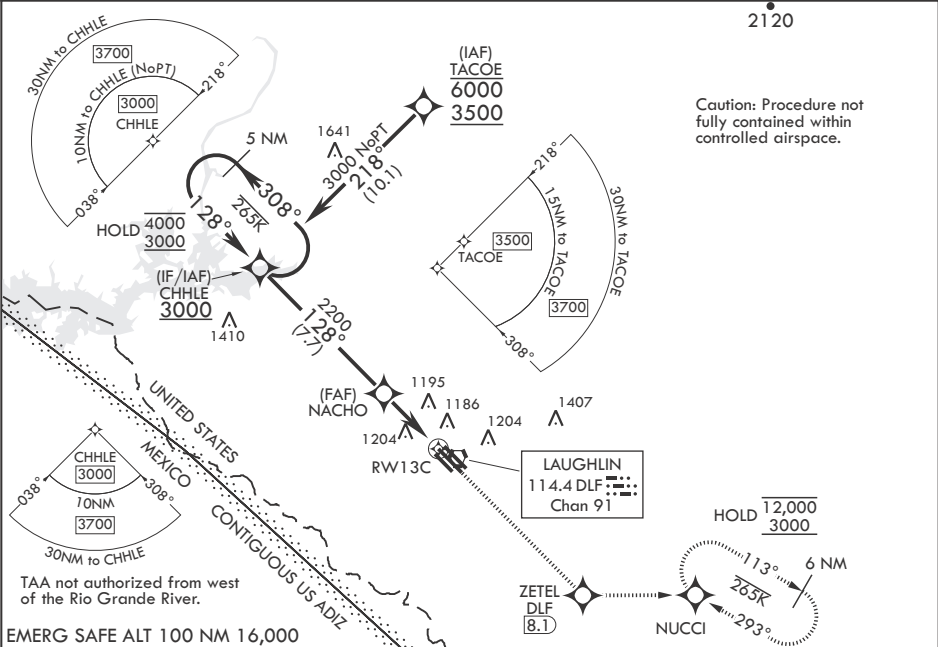 2120
30NM to CHHLE
3700
10NM to CHHLE (NoPT)
3000
CHHLE
218°
038°
(IAF)
TACOE
6000
3500
Caution: Procedure not
fully contained within
controlled airspace.
5 NM
1641
3000 NoPT
218°
(10.1)
308°
265K
128°
HOLD 4000
3000
(IF/IAF)
CHHLE
3000
1410
218°
15NM to TACOE
30NM to TACOE
3500
TACOE
3700
308°
2200
128°
(7.7)
(FAF)
NACHO
1195
1186
1204
1204
1407
RW13C
LAUGHLIN
114.4 DLF
Chan 91
UNITED STATES
MEXICO
CONTIGUOUS US ADIZ
CHHLE
3000
038°
308°
10NM
3700
30NM to CHHLE
TAA not authorized from west
of the Rio Grande River.
EMERG SAFE ALT 100 NM 16,000
HOLD 12,000
3000
113°
6 NM
265K
293°
ZETEL
DLF
8.1
NUCCI